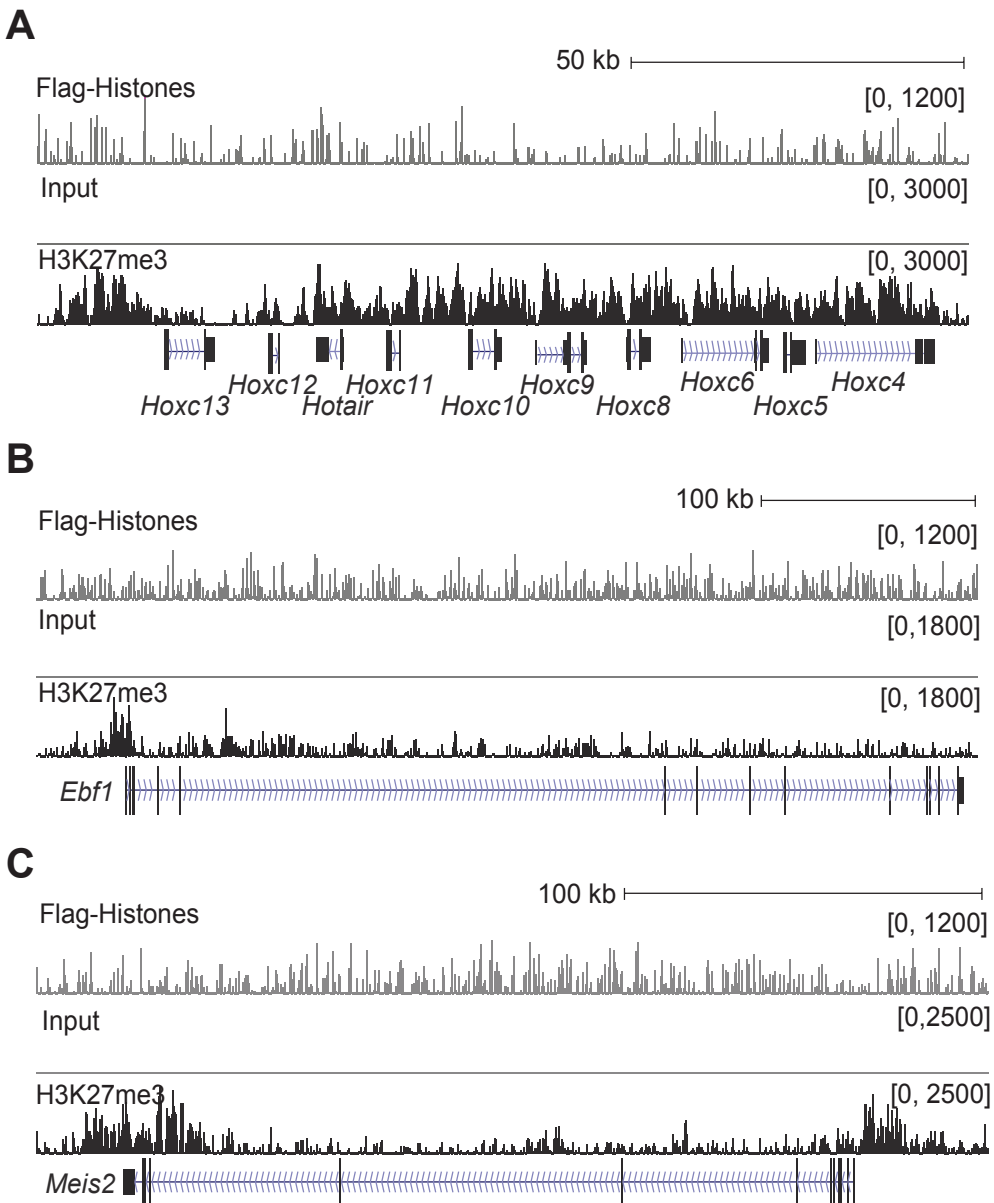 A
50 kb
Flag-Histones
[0, 1200]
Input
[0, 3000]
H3K27me3
[0, 3000]
Hoxc13
Hoxc12
Hotair
Hoxc11
Hoxc10
Hoxc9
Hoxc8
Hoxc6
Hoxc5
Hoxc4
B
100 kb
Flag-Histones
[0, 1200]
Input
[0,1800]
H3K27me3
[0, 1800]
Ebf1
C
100 kb
Flag-Histones
[0, 1200]
Input
[0,2500]
H3K27me3
[0, 2500]
Meis2